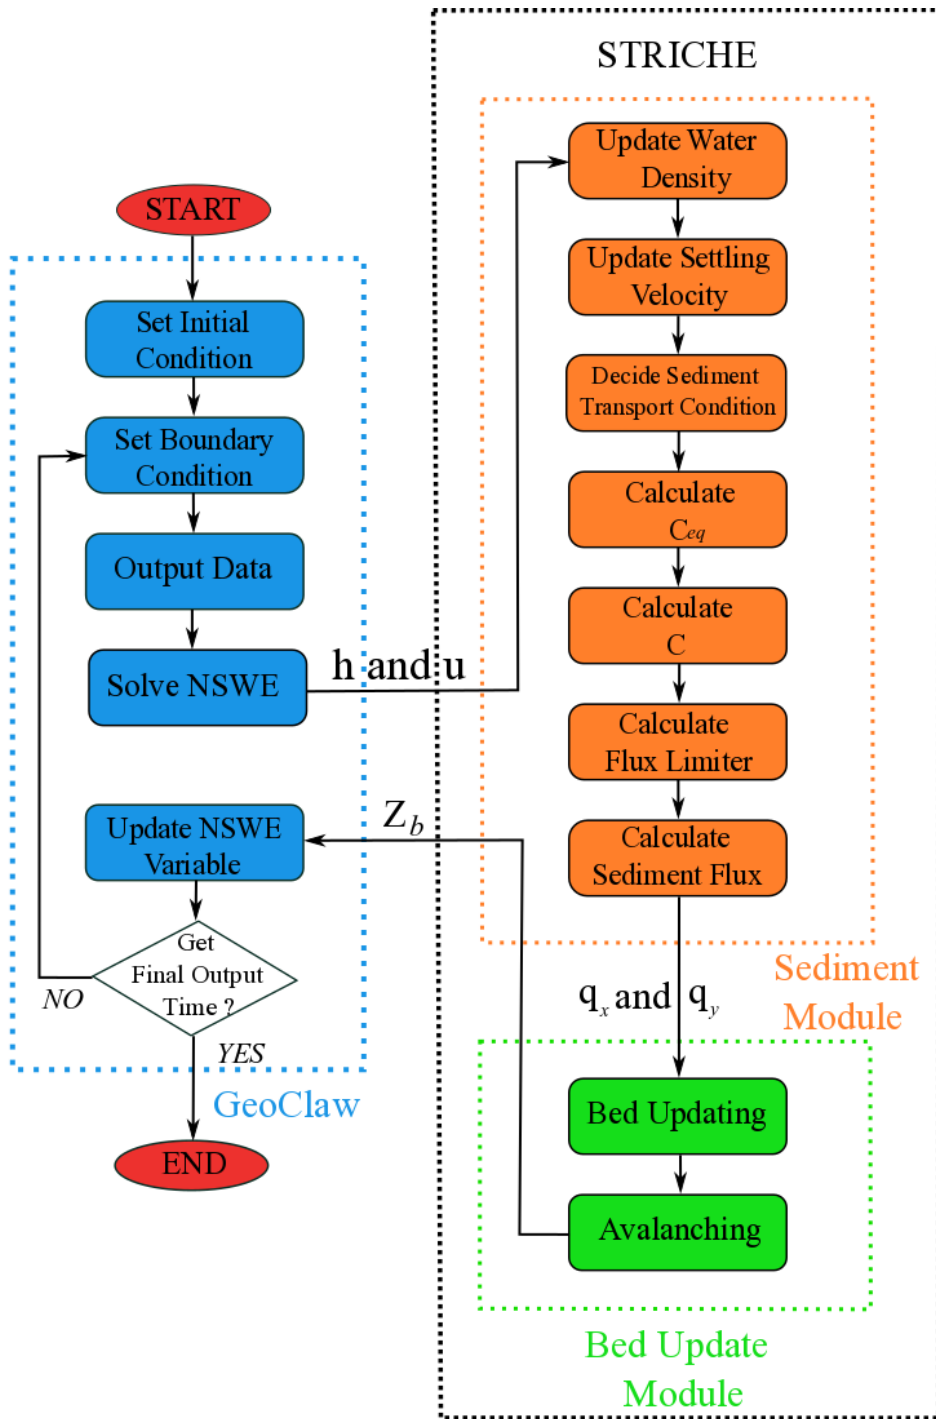 STRICHE
START
Set Initial
Condition
Set Boundary
Condition
Output Data
Solve NSWE
h and u
Update Water
Density
Update Settling
Velocity
Decide Sediment
Transport Condition
Calculate
Ceq
Calculate
C
Calculate
Flux Limiter
Calculate
Sediment Flux
Sediment
Module
qx and qy
Bed Updating
Avalanching
Bed Update
Module
Zb
Update NSWE
Variable
Get
Final Output
Time ?
NO
YES
GeoClaw
END